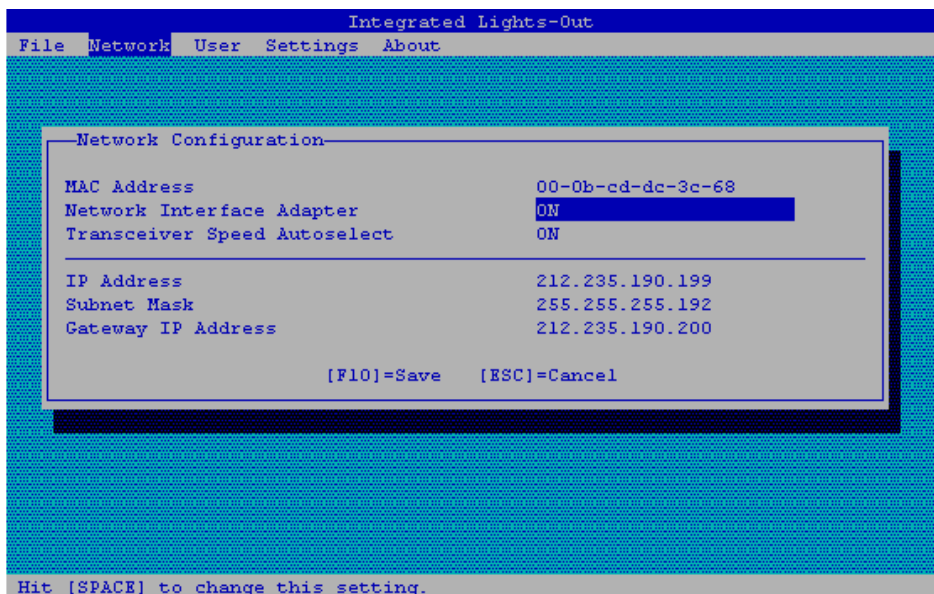 Integrated Lights-Out
File Network User Settings About
Network Configuration
MAC Address 00-0b-cd-dc-3c-68
Network Interface Adapter ON
Transceiver Speed Autoselect ON
IP Address 212.235.190.199
Subnet Mask 255.255.255.192
Gateway IP Address 212.235.190.200
[F10]=Save [ESC]=Cancel
Hit [SPACE] to change this setting.